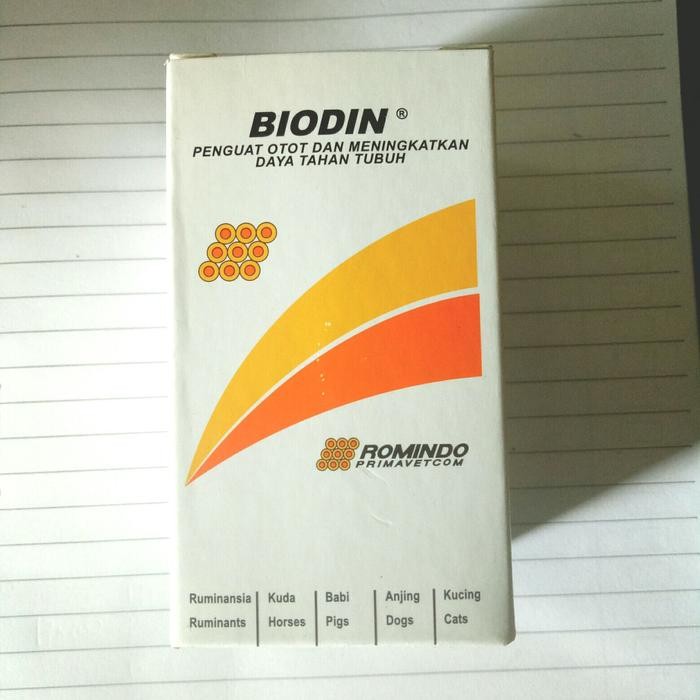 BIODIN ®
PENGUAT OTOT DAN MENINGKATKAN
DAYA TAHAN TUBUH
ROMINDO
PRIMAVETCOM
Ruminansia Kuda Babi Anjing Kucing
Ruminants Horses Pigs Dogs Cats